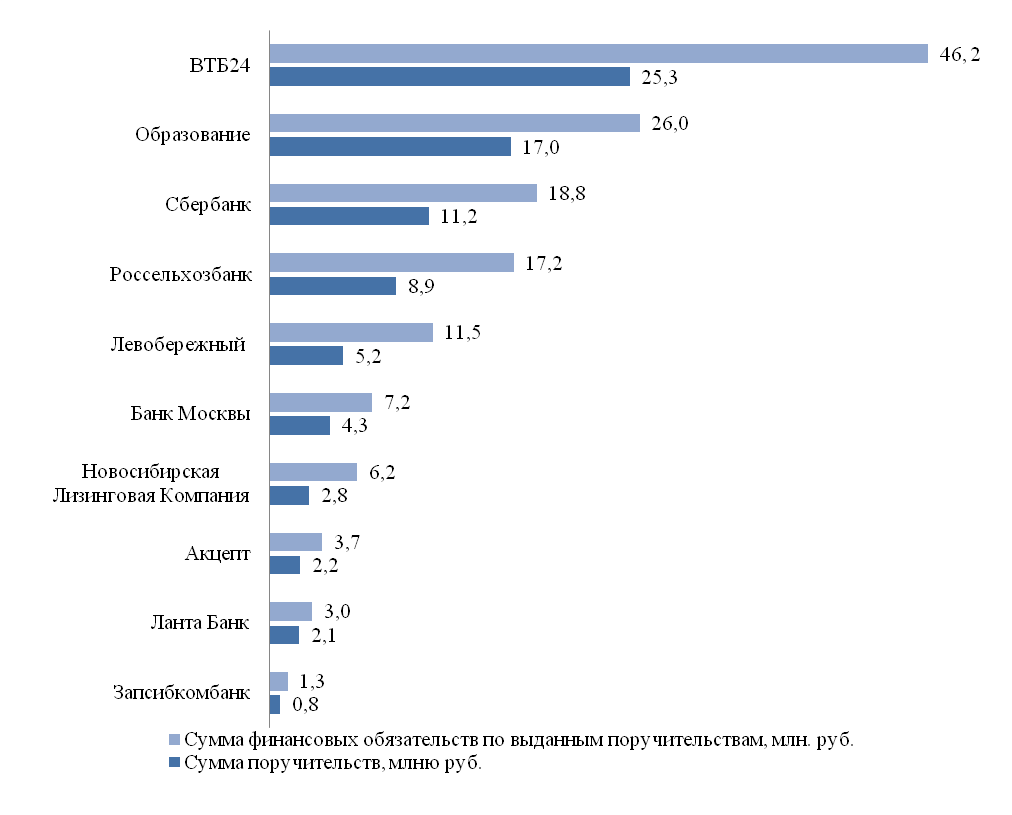 ВТБ24
46,2
25,3
Образование
26,0
17,0
Сбербанк
18,8
11,2
Россельхозбанк
17,2
8,9
Левобережный
11,5
5,2
Банк Москвы
7,2
4,3
Новосибирская
Лизинговая Компания
6,2
2,8
Акцепт
3,7
2,2
Ланта Банк
3,0
2,1
Запсибкомбанк
1,3
0,8
Сумма финансовых обязательств по выданным поручительствам, млн. руб.
Сумма поручительств, млню руб.